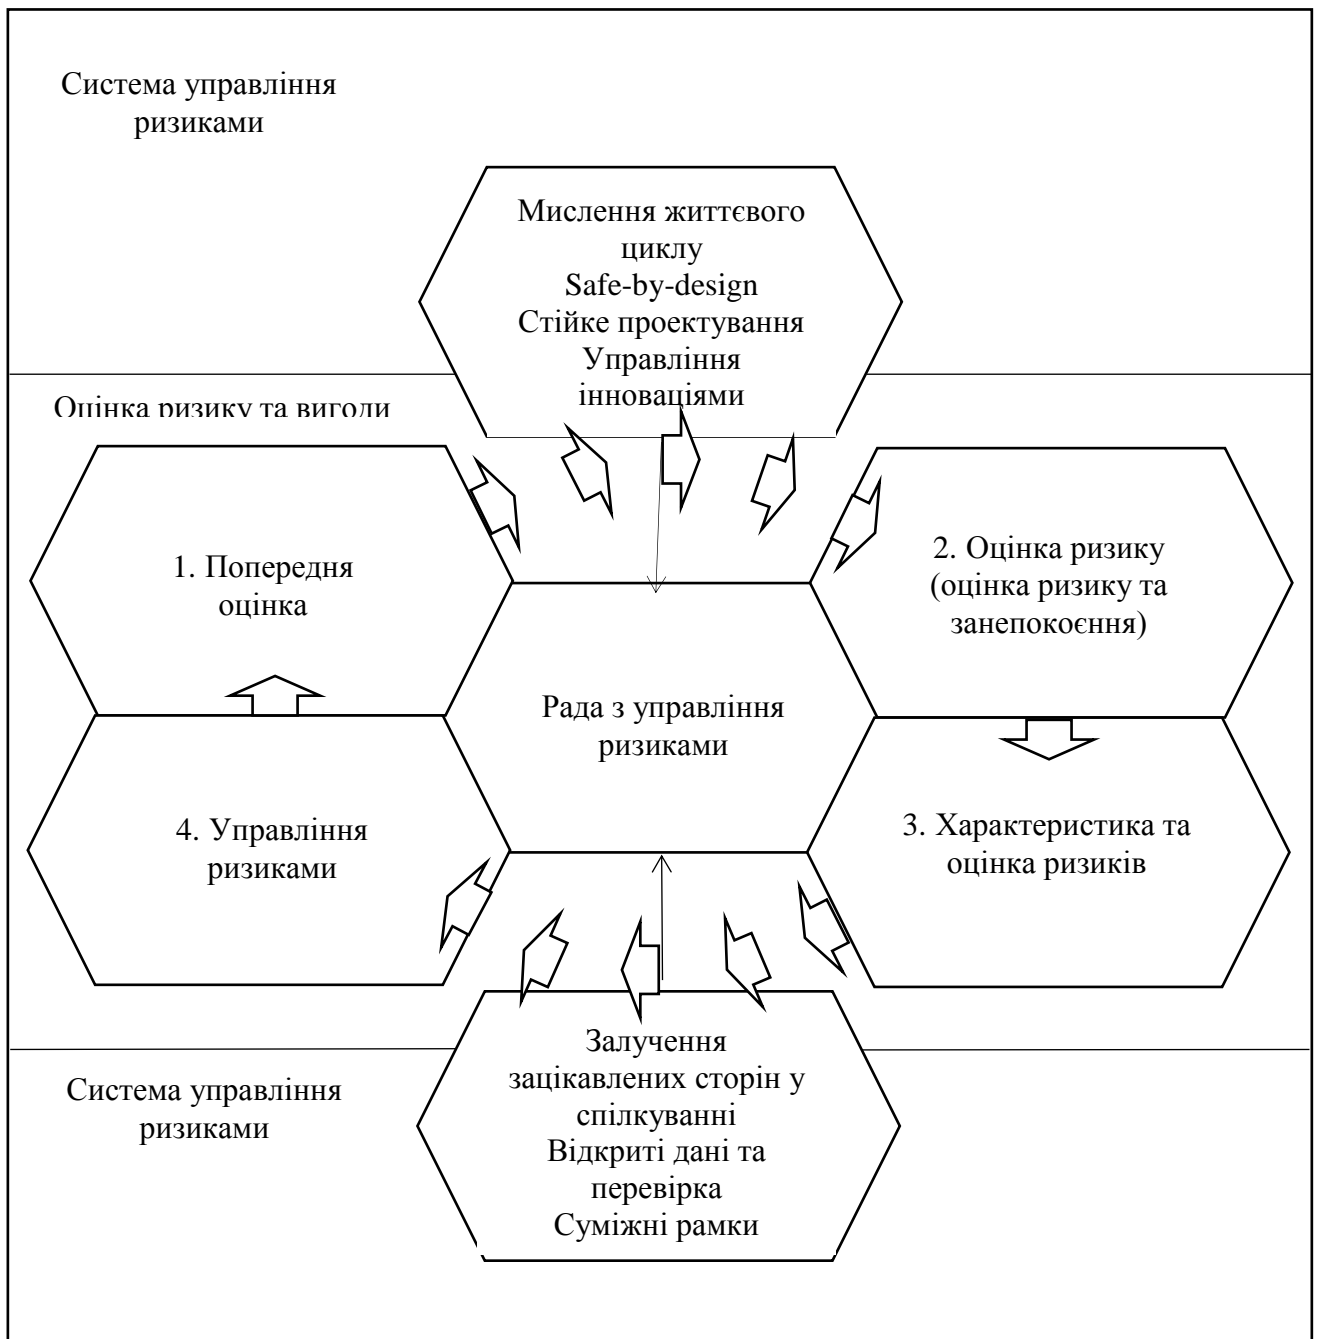 Система управління
ризиками
Мислення життєвого
циклу
Safe-by-design
Стійке проектування
Управління
інноваціями
Оцінка ризику та вигоди
1. Попередня
оцінка
2. Оцінка ризику
(оцінка ризику та
занепокоєння)
Рада з управління
ризиками
4. Управління
ризиками
3. Характеристика та
оцінка ризиків
Система управління
ризиками
Залучення
зацікавлених сторін у
спілкуванні
Відкриті дані та
перевірка
Суміжні рамки